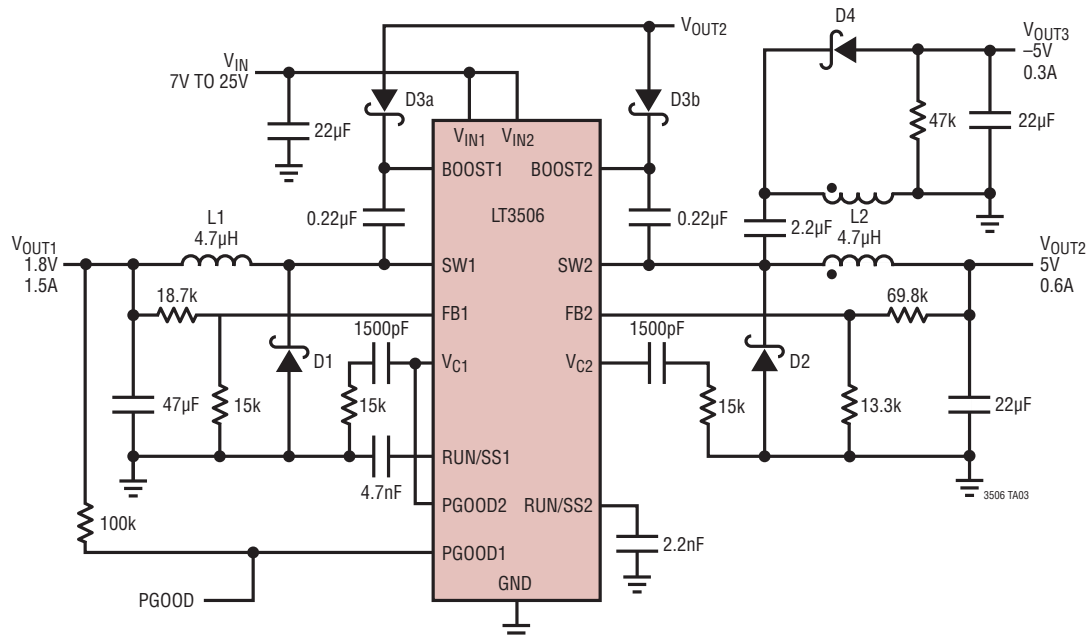 D4
VOUT2
VOUT3
–5V
0.3A
VIN
7V TO 25V
D3a
D3b
22µF
47k
22µF
VIN1 VIN2
BOOST1 BOOST2
LT3506
0.22µF
0.22µF
2.2µF
L2
4.7µH
L1
4.7µH
VOUT1
1.8V
1.5A
SW1 SW2
VOUT2
5V
0.6A
18.7k
FB1 FB2
69.8k
1500pF
1500pF
D1
VC1 VC2
D2
47µF
15k
15k
15k
13.3k
22µF
RUN/SS1
4.7nF
3506 TA03
100k
PGOOD2 RUN/SS2
2.2nF
PGOOD1
GND
PGOOD